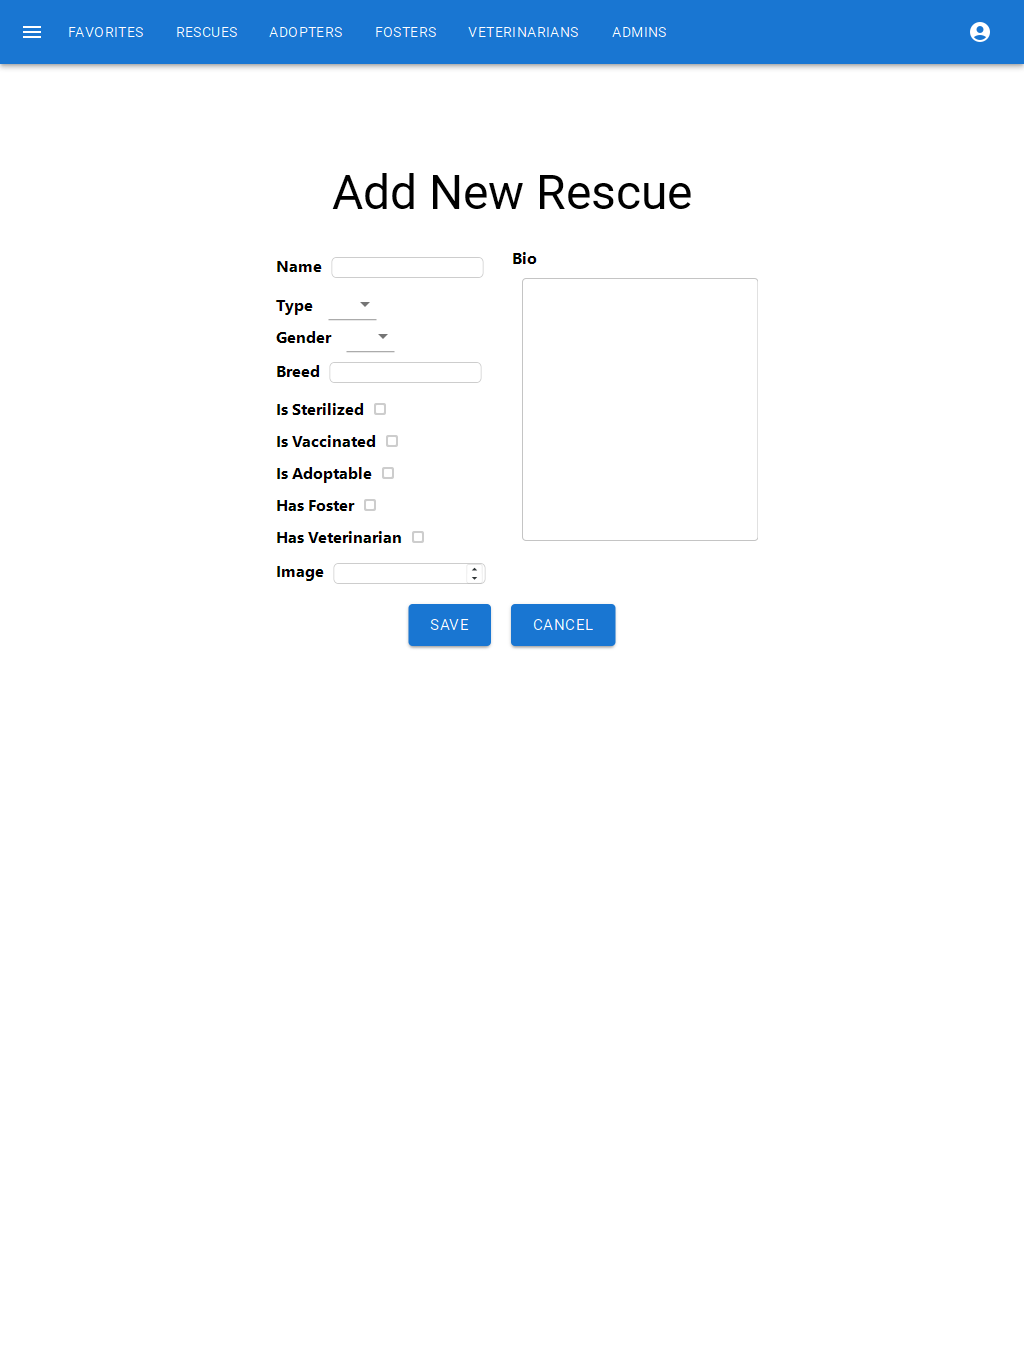 FAVORITES RESCUES ADOPTERS FOSTERS VETERINARIANS ADMINS
Add New Rescue
Name
Type
Gender
Breed
Is Sterilized
Is Vaccinated
Is Adoptable
Has Foster
Has Veterinarian
Image
Bio
SAVE CANCEL